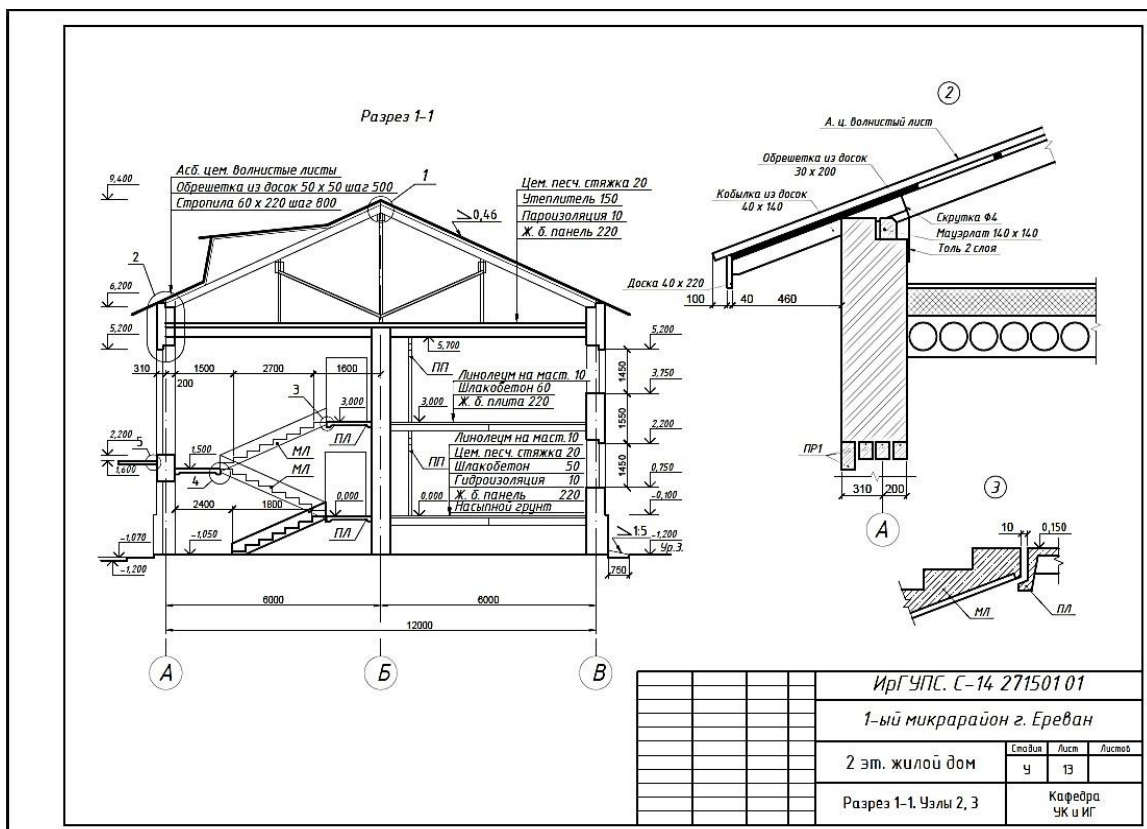 Разрез 1-1
9,400
Асб. цем. волнистые листы
Обрешетка из досок 50 х 50 шаг 500
Стропила 60 х 220 шаг 800
1
0,46
Цем. песч. стяжка 20
Утеплитель 150
Пароизоляция 10
Ж. б. панель 220
2
6,200
5,200
310
200
1500
2700
1600
5,700
5,200
1450
3,750
1550
2,200
1450
0,750
-0,100
ПП
Линолеум на маст. 10
Шлакобетон 60
Ж. б. плита 220
3
3,000
3,000
ПЛ
МЛ
МЛ
2,200
5
1,600
1,500
4
ПП
Линолеум на маст.10
Цем. песч. стяжка 20
Шлакобетон 50
Гидроизоляция 10
Ж. б. панель 220
Насыпной грунт
2400
1800
0,000
0,000
ПЛ
-1,070
-1,200
-1,050
1:5
-1,200
Ур.З.
750
6000
6000
12000
А
Б
В
2
А. ц. волнистый лист
Обрешетка из досок
30 х 200
Кобылка из досок
40 х 140
Скрутка Ф4
Мауэрлат 140 х 140
Толь 2 слоя
Доска 40 х 220
100
40
460
ПР1
310
200
А
3
10
0,150
МЛ
ПЛ
ИрГУПС. С-14 27150101
1-ый микрарайон г. Ереван
2 эт. жилой дом
Стадия
Лист
Листов
У
13
Разрез 1-1. Узлы 2, 3
Кафедра
УК и ИГ